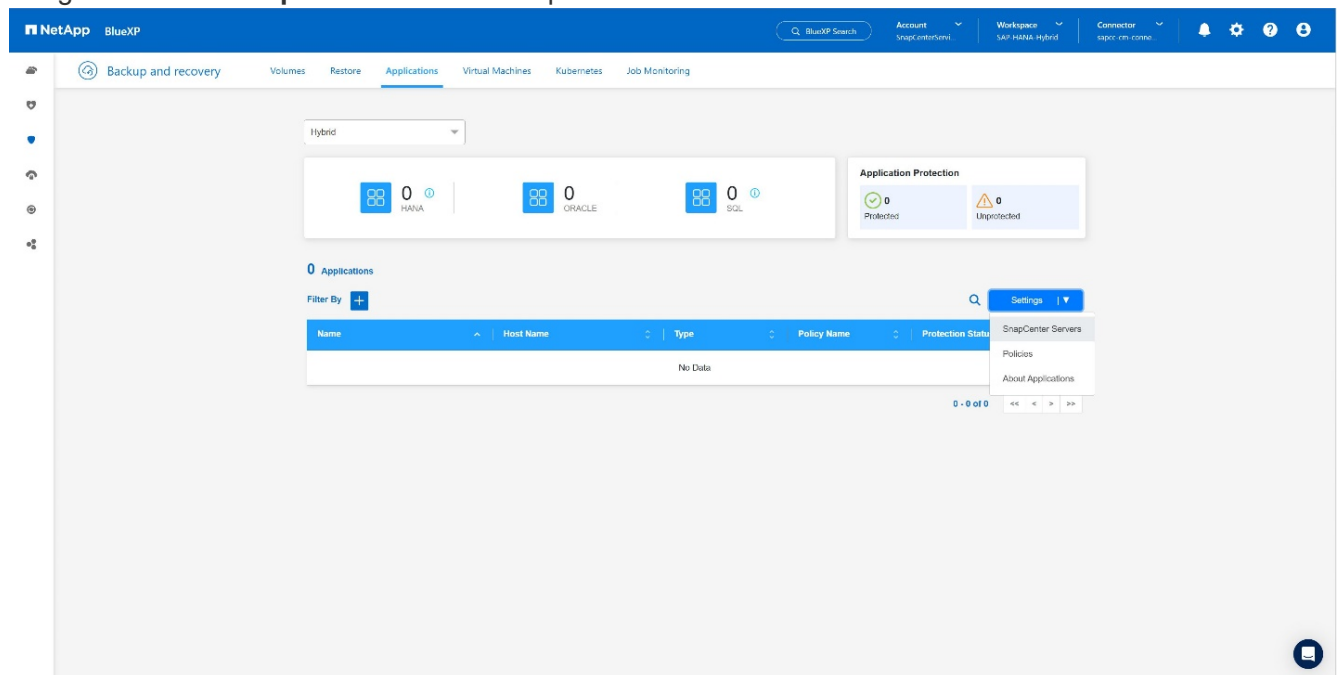 NetApp BlueXP
BlueXP Search
Account
SnapCenterServi...
Workspace
SAP-HANA-Hybrid
Connector
sapcc-cm-conne...
Backup and recovery
Volumes Restore Applications Virtual Machines Kubernetes Job Monitoring
Hybrid
0 HANA
0 ORACLE
0 SQL
Application Protection
0 Protected
0 Unprotected
0 Applications
Filter By
Settings
Name Host Name Type Policy Name Protection Statu
SnapCenter Servers
Policies
About Applications
No Data
0 - 0 of 0 << < > >>